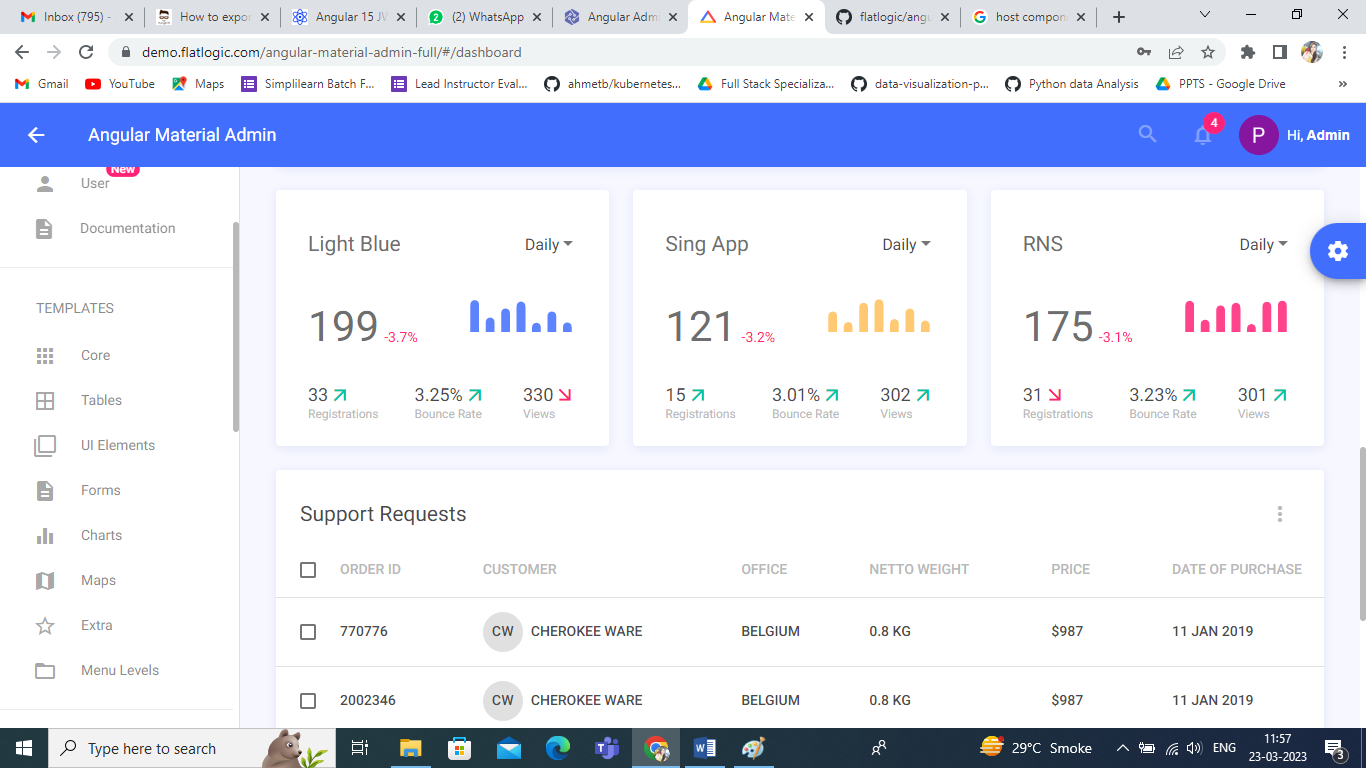 Inbox (795) -
How to expor
Angular 15 JW
(2) WhatsApp
Angular Admi
Angular Mate
flatlogic/angu
host compon
demo.flatlogic.com/angular-material-admin-full/#/dashboard
Gmail
YouTube
Maps
Simplilearn Batch F...
Lead Instructor Eval...
ahmetb/kubernetes...
Full Stack Specializa...
data-visualization-p...
Python data Analysis
PPTS - Google Drive
»
Angular Material Admin
4
P
Hi, Admin
New
User
Documentation
TEMPLATES
Core
Tables
UI Elements
Forms
Charts
Maps
Extra
Menu Levels
Light Blue
Daily
199 -3.7%
33
3.25%
330
Registrations
Bounce Rate
Views
Sing App
Daily
121 -3.2%
15
3.01%
302
Registrations
Bounce Rate
Views
RNS
Daily
175 -3.1%
31
3.23%
301
Registrations
Bounce Rate
Views
Support Requests
ORDER ID CUSTOMER OFFICE NETTO WEIGHT PRICE DATE OF PURCHASE
770776 CW CHEROKEE WARE BELGIUM 0.8 KG $987 11 JAN 2019
2002346 CW CHEROKEE WARE BELGIUM 0.8 KG $987 11 JAN 2019
Type here to search
29°C Smoke
ENG
11:57
23-03-2023
3